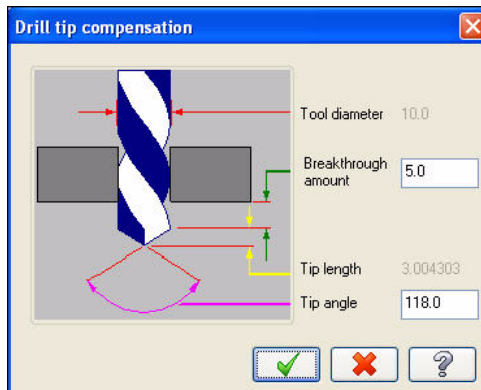 Drill tip compensation
Tool diameter 10.0
Breakthrough
amount 5.0
Tip length 3.004303
Tip angle 118.0
?